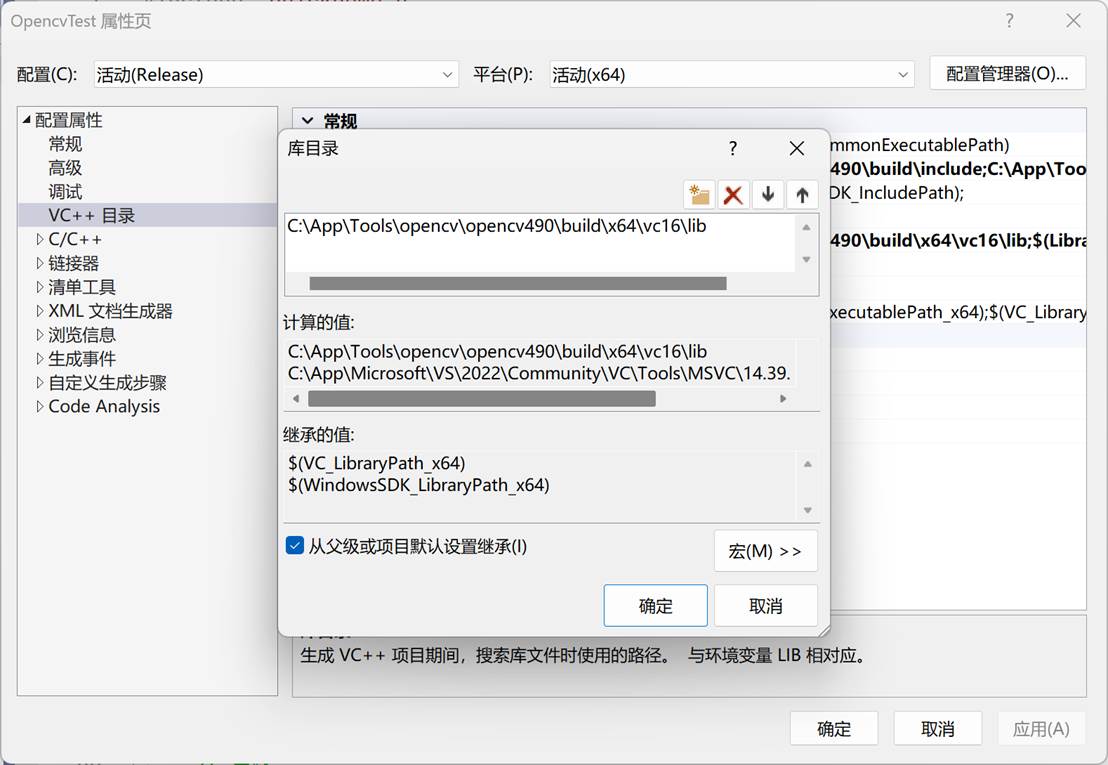 OpencvTest 属性页
配置(C):
活动(Release)
平台(P):
活动(x64)
配置管理器(O)...
配置属性
常规
高级
调试
VC++ 目录
C/C++
链接器
清单工具
XML 文档生成器
浏览信息
生成事件
自定义生成步骤
Code Analysis
常规
mmonExecutablePath)
490\build\include;C:\App\Too
DK_IncludePath);
490\build\x64\vc16\lib;$(Libra
xecutablePath_x64);$(VC_Library
库目录
C:\App\Tools\opencv\opencv490\build\x64\vc16\lib
计算的值:
C:\App\Tools\opencv\opencv490\build\x64\vc16\lib
C:\App\Microsoft\VS\2022\Community\VC\Tools\MSVC\14.39.
继承的值:
$(VC_LibraryPath_x64)
$(WindowsSDK_LibraryPath_x64)
从父级或项目默认设置继承(I)
宏(M) >>
确定
取消
生成 VC++ 项目期间，搜索库文件时使用的路径。 与环境变量 LIB 相对应。
确定
取消
应用(A)